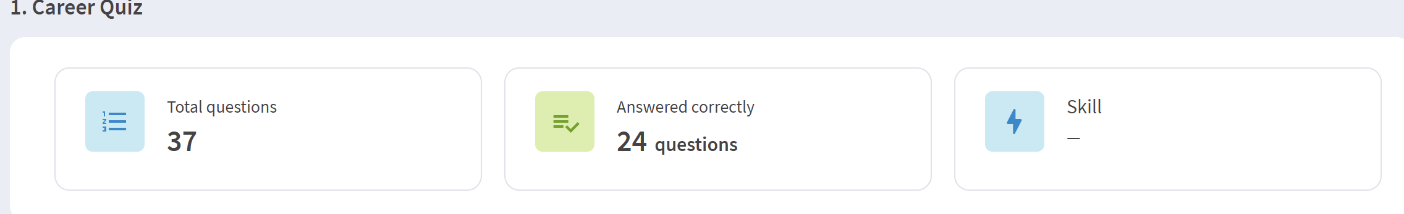 1. Career Quiz
Total questions
37
Answered correctly
24 questions
Skill
—